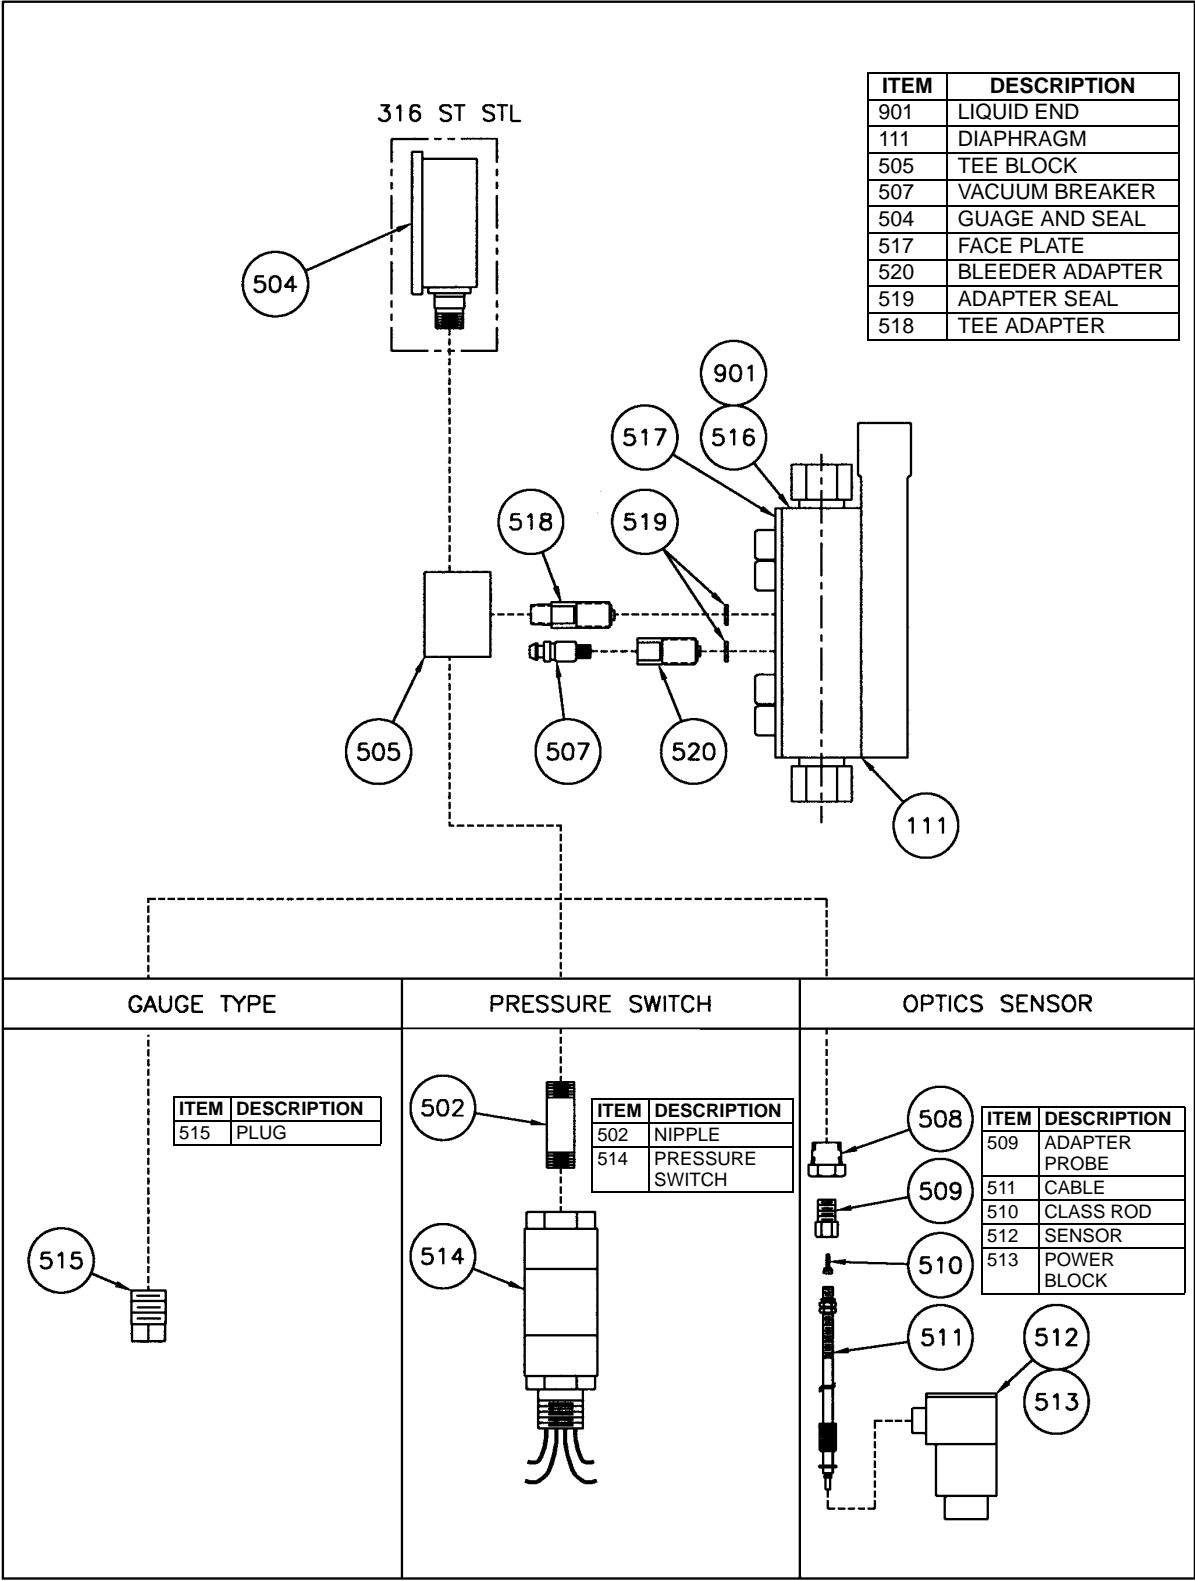 316 ST STL
ITEM DESCRIPTION
901 LIQUID END
111 DIAPHRAGM
505 TEE BLOCK
507 VACUUM BREAKER
504 GUAGE AND SEAL
517 FACE PLATE
520 BLEEDER ADAPTER
519 ADAPTER SEAL
518 TEE ADAPTER
504
901
517
516
518
519
505
507
520
111
GAUGE TYPE
ITEM DESCRIPTION
515 PLUG
515
PRESSURE SWITCH
502
ITEM DESCRIPTION
502 NIPPLE
514 PRESSURE
SWITCH
514
OPTICS SENSOR
508
ITEM DESCRIPTION
509 ADAPTER
PROBE
511 CABLE
510 CLASS ROD
512 SENSOR
513 POWER
BLOCK
509
510
511
512
513